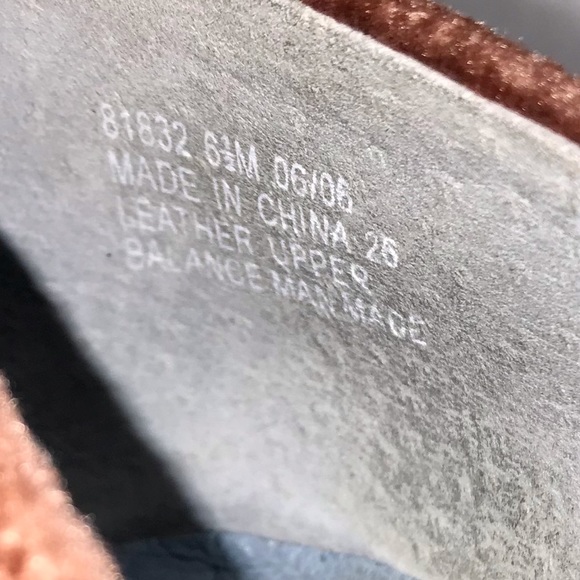 81832 6½M 06/06
MADE IN CHINA 26
LEATHER UPPER
BALANCE MAN MADE